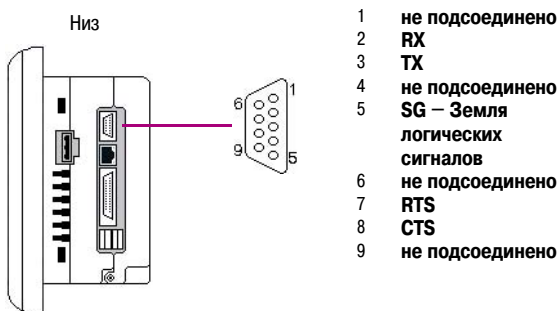 Низ
1
6
9
5
1 не подсоединено
2 RX
3 TX
4 не подсоединено
5 SG – Земля
логических
сигналов
6 не подсоединено
7 RTS
8 CTS
9 не подсоединено